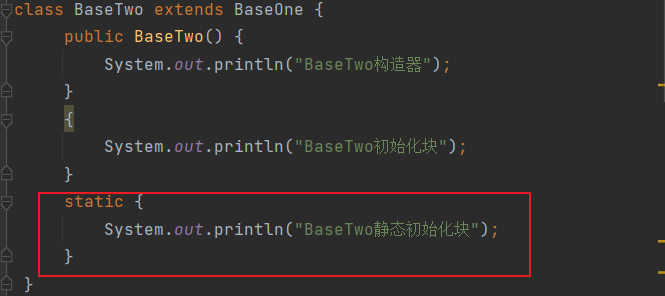 class BaseTwo extends BaseOne {
public BaseTwo() {
System.out.println("BaseTwo构造器");
}
{
System.out.println("BaseTwo初始化块");
}
static {
System.out.println("BaseTwo静态初始化块");
}
}